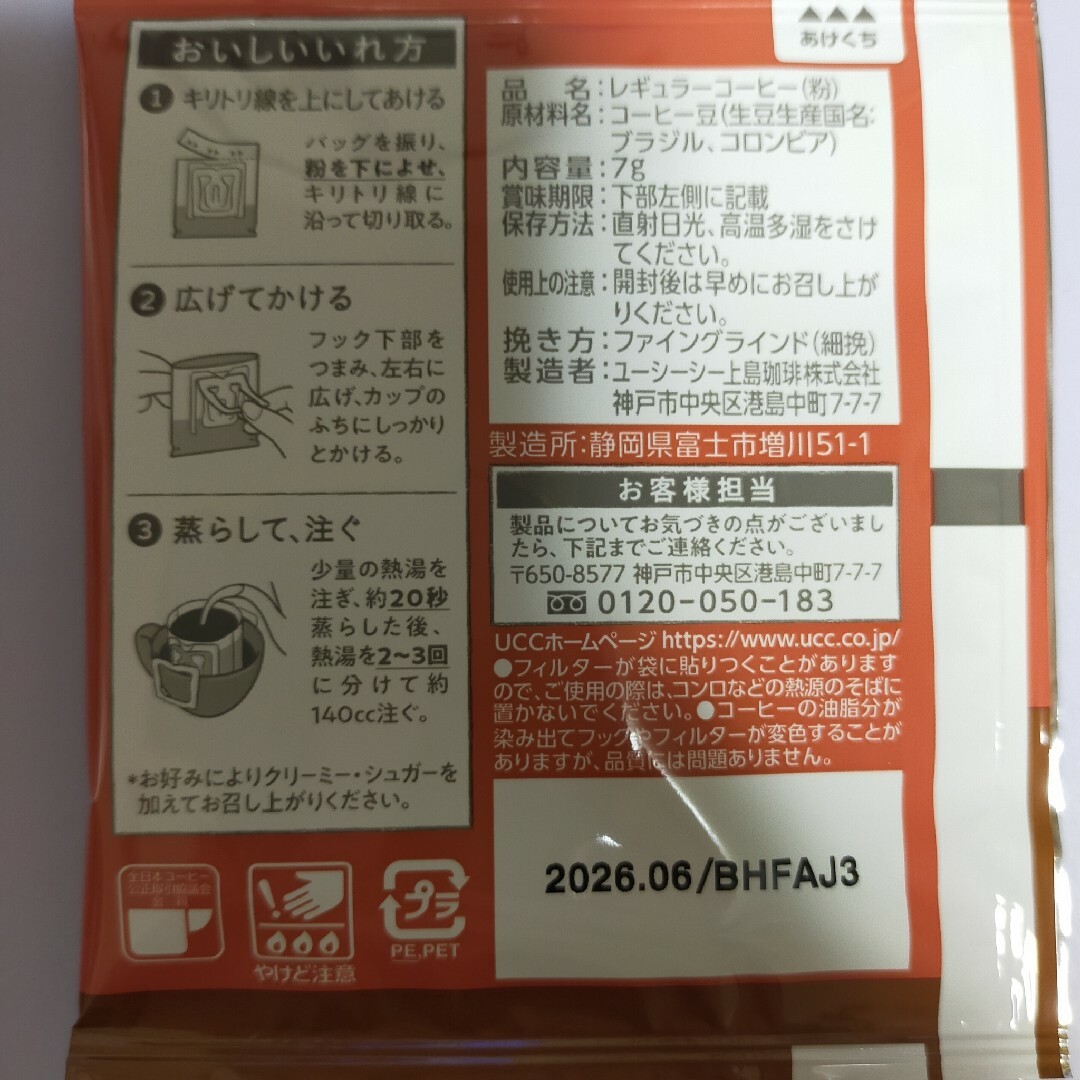 おいしいいれ方
1 キリトリ線を上にしてあける
バッグを振り、
粉を下によせ、
キリトリ線に
沿って切り取る。
2 広げてかける
フック下部を
つまみ、左右に
広げ、カップの
ふちにしっかり
とかける。
3 蒸らして、注ぐ
少量の熱湯を
注ぎ、約20秒
蒸らした後、
熱湯を2〜3回
に分けて約
140cc注ぐ。
*お好みによりクリーミー・シュガーを
加えてお召し上がりください。
全日本コーヒー
公正取引協議会
会員
やけど注意
プラ
PE,PET
あけくち
品名:レギュラーコーヒー(粉)
原材料名:コーヒー豆(生豆生産国名:
ブラジル、コロンビア)
内容量:7g
賞味期限:下部左側に記載
保存方法:直射日光、高温多湿をさけ
てください。
使用上の注意:開封後は早めにお召し上が
りください。
挽き方:ファイングラインド(細挽)
製造者:ユーシーシー上島珈琲株式会社
神戸市中央区港島中町7-7-7
製造所:静岡県富士市増川51-1
お客様担当
製品についてお気づきの点がございまし
たら、下記までご連絡ください。
〒650-8577 神戸市中央区港島中町7-7-7
0120-050-183
UCCホームページ https://www.ucc.co.jp/
●フィルターが袋に貼りつくことがあります
ので、ご使用の際は、コンロなどの熱源のそばに
置かないでください。●コーヒーの油脂分が
染み出てフックやフィルターが変色することが
ありますが、品質には問題ありません。
2026.06/BHFAJ3